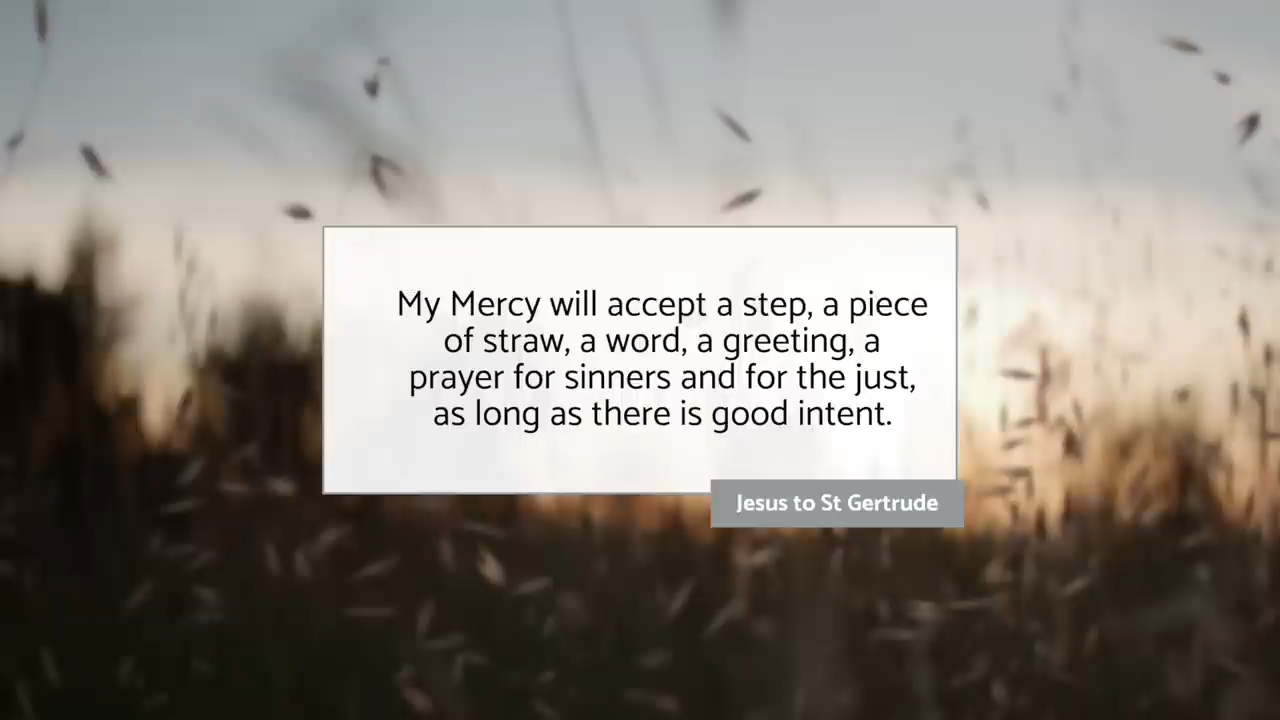 My Mercy will accept a step, a piece
of straw, a word, a greeting, a
prayer for sinners and for the just,
as long as there is good intent.
Jesus to St Gertrude